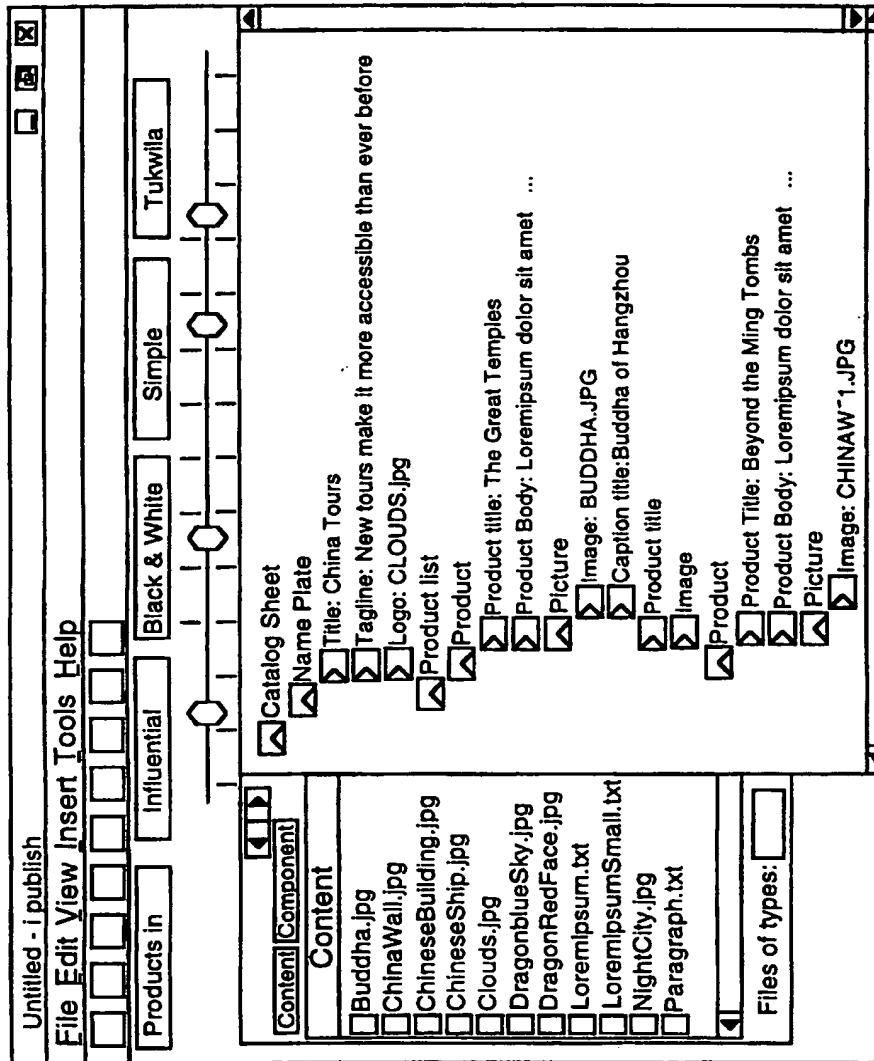 Untitled - i publish
File Edit View Insert Tools Help
Products in Influential Black & White Simple Tukwila
Content Component
Content
Buddha.jpg
ChinaWall.jpg
ChineseBuilding.jpg
ChineseShip.jpg
Clouds.jpg
DragonblueSky.jpg
DragonRedFace.jpg
LoremIpsum.txt
LoremIpsumSmall.txt
NightCity.jpg
Paragraph.txt
Files of types:
Catalog Sheet
Name Plate
Title: China Tours
Tagline: New tours make it more accessible than ever before
Logo: CLOUDS.jpg
Product list
Product
Product title: The Great Temples
Product Body: Loremipsum dolor sit amet ...
Picture
Image: BUDDHA.JPG
Caption title:Buddha of Hangzhou
Product title
Image
Product
Product Title: Beyond the Ming Tombs
Product Body: Loremipsum dolor sit amet ...
Picture
Image: CHINAW~1.JPG